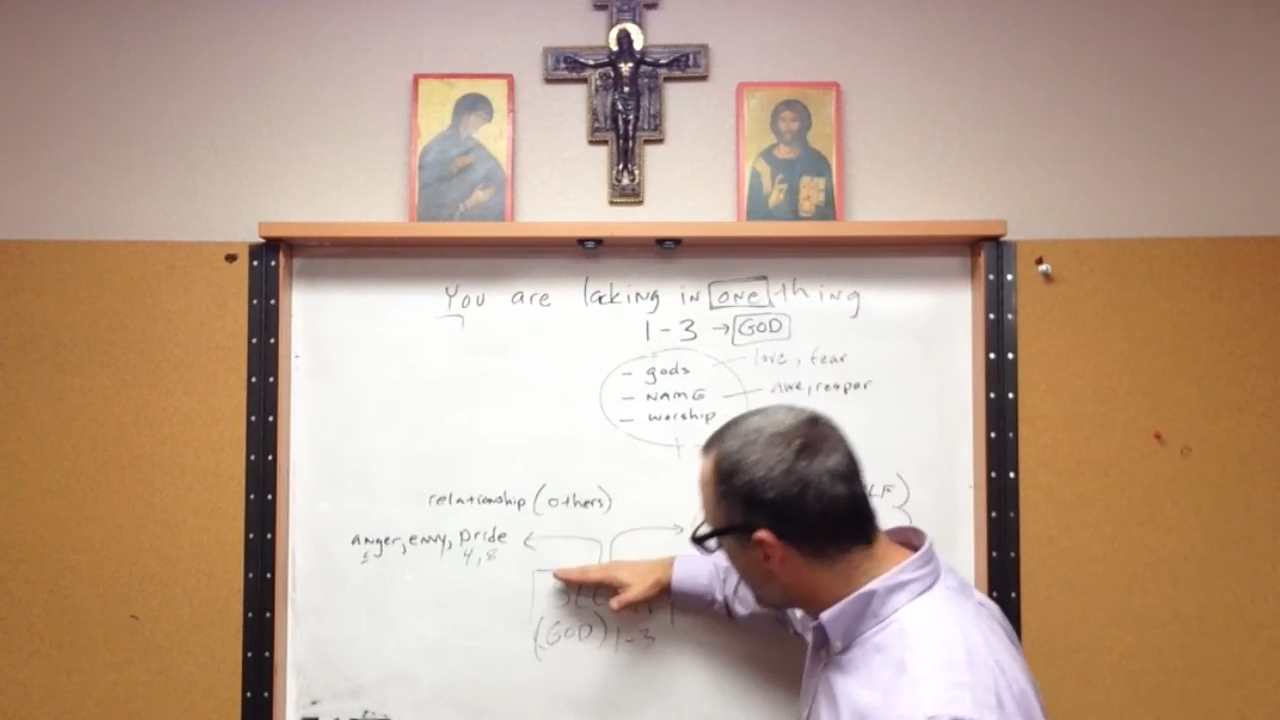 You are lacking in one thing
1-3 → GOD
- gods
love, fear
- NAME
awe, respect
- worship
relationship (others)
LF)
anger, envy, pride
5
4, 8
(GOD) 1-3